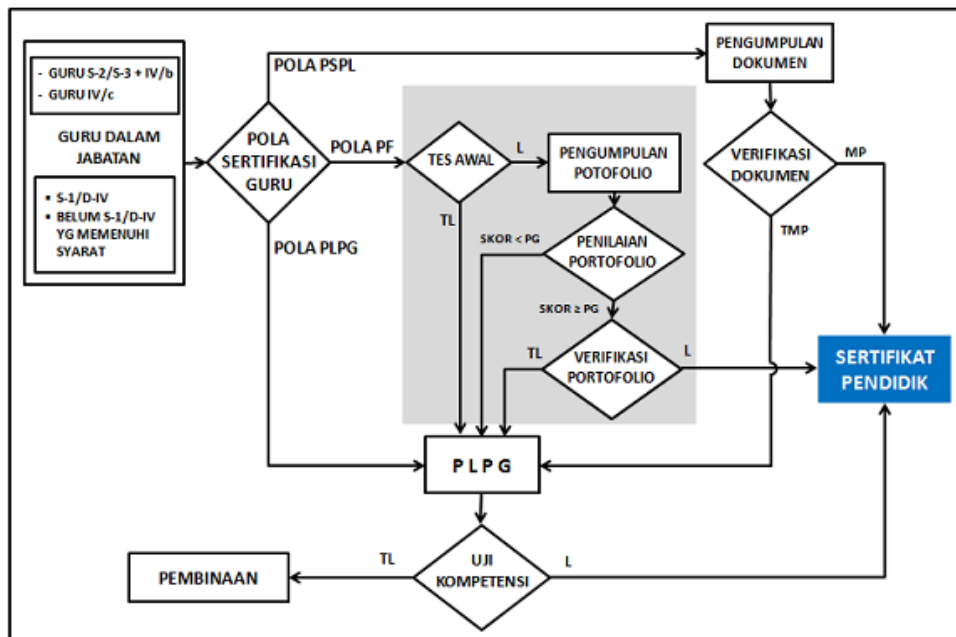 - GURU S-2/S-3 + IV/b
- GURU IV/c
GURU DALAM
JABATAN
▪ S-1/D-IV
▪ BELUM S-1/D-IV
YG MEMENUHI
SYARAT
POLA
SERTIFIKASI
GURU
POLA PSPL
POLA PF
POLA PLPG
PENGUMPULAN
DOKUMEN
VERIFIKASI
DOKUMEN
MP
TMP
TES AWAL
L
TL
PENGUMPULAN
POTOFOLIO
PENILAIAN
PORTOFOLIO
SKOR < PG
SKOR ≥ PG
VERIFIKASI
PORTOFOLIO
TL
L
SERTIFIKAT
PENDIDIK
P L P G
UJI
KOMPETENSI
TL
L
PEMBINAAN